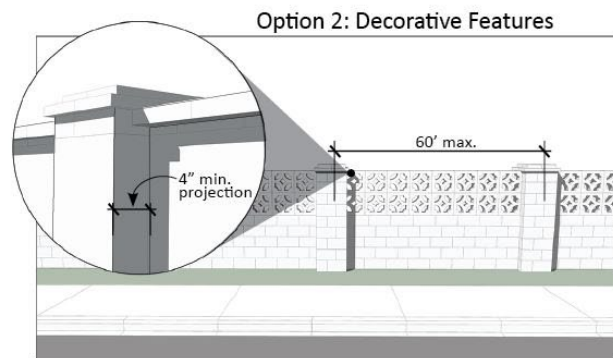 Option 2: Decorative Features
60' max.
4" min.
projection